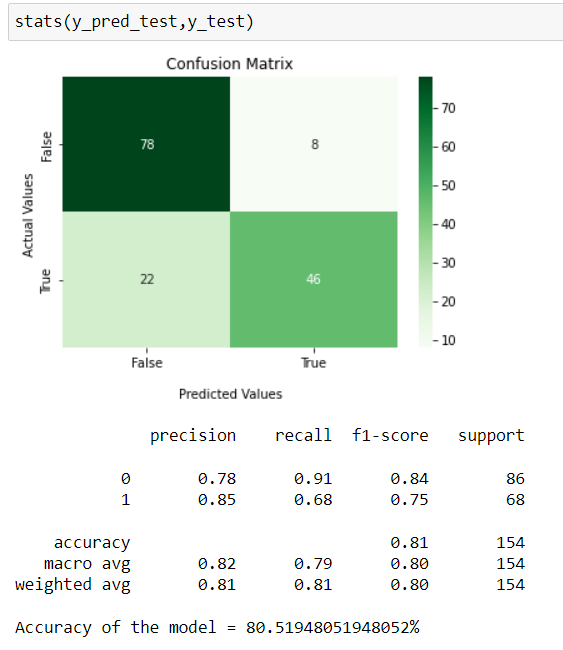 stats(y_pred_test,y_test)
Confusion Matrix
Actual Values
False
True
78
8
22
46
False
True
Predicted Values
70
60
50
40
30
20
10
precision recall f1-score support
0 0.78 0.91 0.84 86
1 0.85 0.68 0.75 68
accuracy 0.81 154
macro avg 0.82 0.79 0.80 154
weighted avg 0.81 0.81 0.80 154
Accuracy of the model = 80.51948051948052%